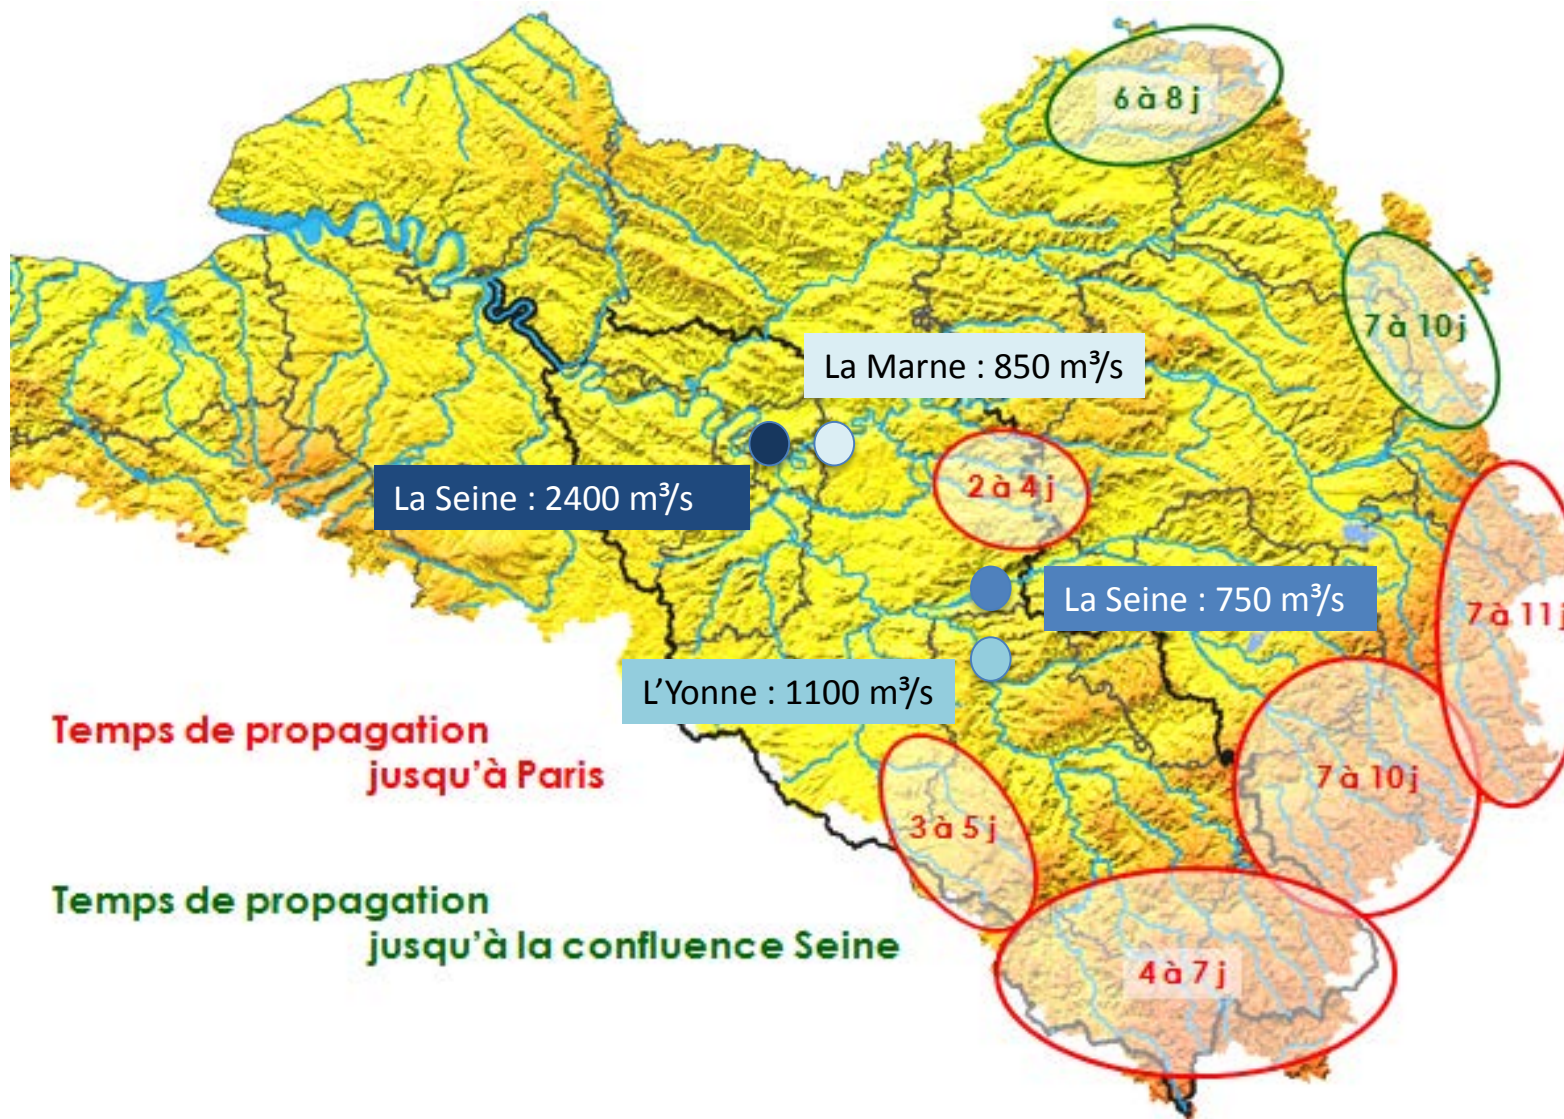 6 à 8 j
7 à 10 j
La Marne : 850 m³/s
La Seine : 2400 m³/s
2 à 4 j
La Seine : 750 m³/s
7 à 11 j
L’Yonne : 1100 m³/s
Temps de propagation
jusqu’à Paris
7 à 10 j
3 à 5 j
Temps de propagation
jusqu’à la confluence Seine
4 à 7 j